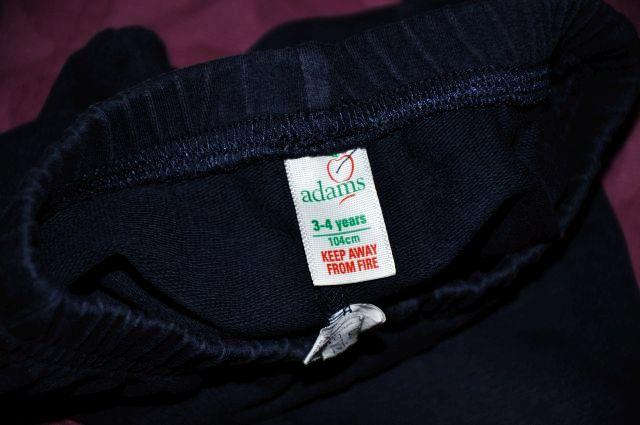 adams
3-4 years
104cm
KEEP AWAY
FROM FIRE